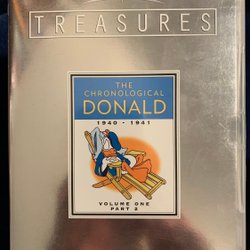 TREASURES
THE
CHRONOLOGICAL
DONALD
1940 - 1941
VOLUME ONE
PART 2